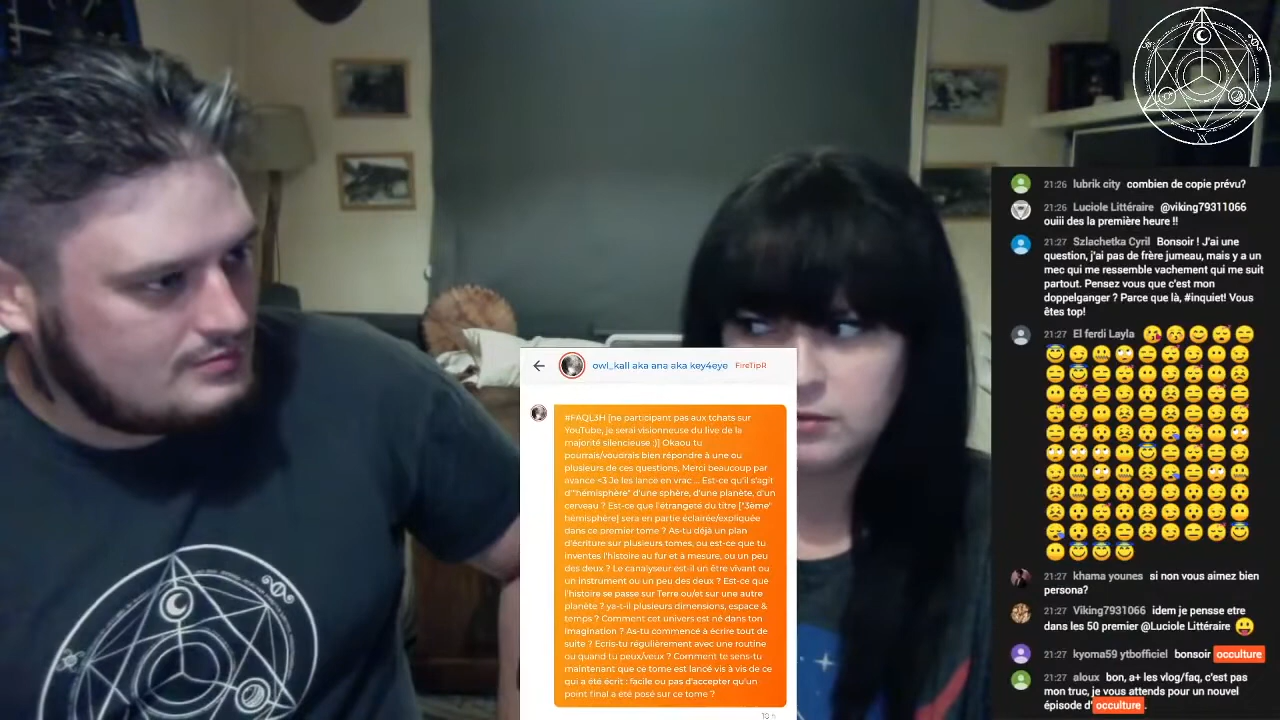 owl_kall aka ana aka key4eye FireTipR
#FAQL3H [ne participant pas aux tchats sur
YouTube, je serai visionneuse du live de la
majorité silencieuse :)] Okaou tu
pourrais/voudrais bien répondre à une ou
plusieurs de ces questions, Merci beaucoup par
avance <3 Je les lance en vrac ... Est-ce qu'il s'agit
d'"hémisphère" d'une sphère, d'une planète, d'un
cerveau ? Est-ce que l'étrangeté du titre ["3ème"
hémisphère] sera en partie éclairée/expliquée
dans ce premier tome ? As-tu déjà un plan
d'écriture sur plusieurs tomes, ou est-ce que tu
inventes l'histoire au fur et à mesure, ou un peu
des deux ? Le canalyseur est-il un être vivant ou
un instrument ou un peu des deux ? Est-ce que
l'histoire se passe sur Terre ou/et sur une autre
planète ? ya-t-il plusieurs dimensions, espace &
temps ? Comment cet univers est né dans ton
imagination ? As-tu commencé à écrire tout de
suite ? Ecris-tu régulièrement avec une routine
ou quand tu peux/veux ? Comment te sens-tu
maintenant que ce tome est lancé vis à vis de ce
qui a été écrit : facile ou pas d'accepter qu'un
point final a été posé sur ce tome ?
10 h
21:26 lubrik city combien de copie prévu?
21:26 Luciole Littéraire @viking79311066
ouiii des la première heure !!
21:27 Szlachetka Cyril Bonsoir ! J'ai une
question, j'ai pas de frère jumeau, mais y a un
mec qui me ressemble vachement qui me suit
partout. Pensez vous que c'est mon
doppelganger ? Parce que là, #inquiet! Vous
êtes top!
21:27 El ferdi Layla
21:27 khama younes si non vous aimez bien
persona?
21:27 Viking7931066 idem je pensse etre
dans les 50 premier @Luciole Littéraire
21:27 kyoma59 ytbofficiel bonsoir occulture
21:27 aloux bon, a+ les vlog/faq, c'est pas
mon truc, je vous attends pour un nouvel
épisode d'occulture.